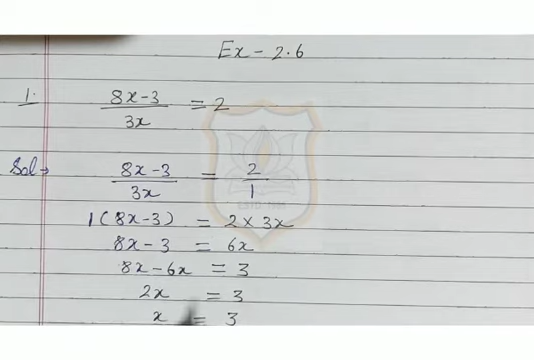 Ex - 2.6
1. (8x-3)/3x = 2
Sol → (8x-3)/3x = 2/1
1(8x-3) = 2 × 3x
8x - 3 = 6x
8x - 6x = 3
2x = 3
x = 3